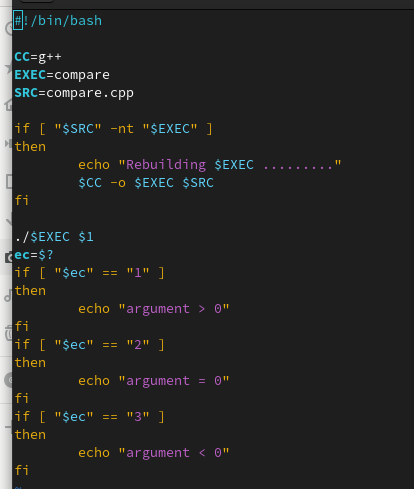 #!/bin/bash
CC=g++
EXEC=compare
SRC=compare.cpp
if [ "$SRC" -nt "$EXEC" ]
then
echo "Rebuilding $EXEC ........."
$CC -o $EXEC $SRC
fi
./$EXEC $1
ec=$?
if [ "$ec" == "1" ]
then
echo "argument > 0"
fi
if [ "$ec" == "2" ]
then
echo "argument = 0"
fi
if [ "$ec" == "3" ]
then
echo "argument < 0"
fi
~